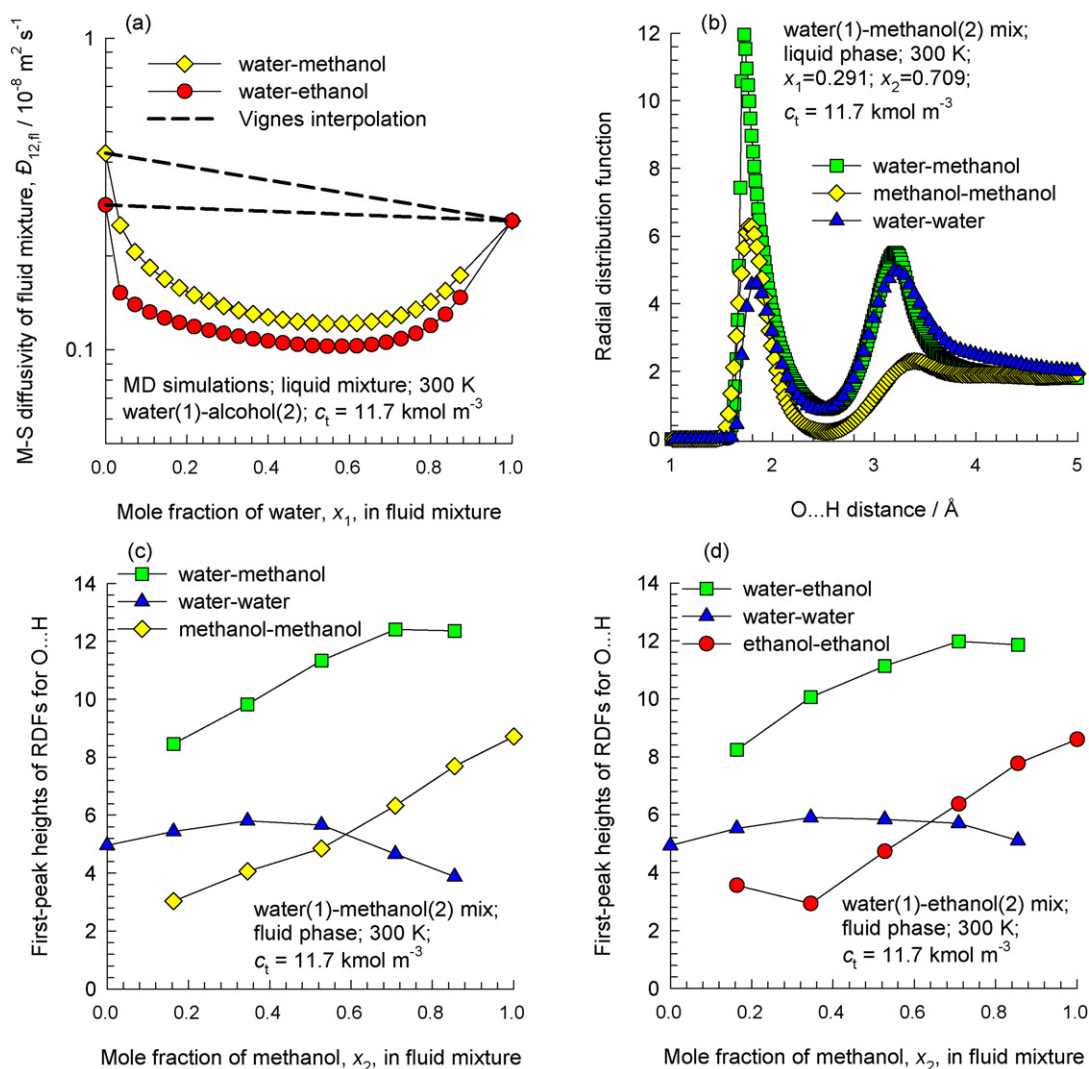 (a)
water-methanol
water-ethanol
Vignes interpolation
MD simulations; liquid mixture; 300 K
water(1)-alcohol(2); ct = 11.7 kmol m-3
1
0.1
M-S diffusivity of fluid mixture, Đ12,fl / 10-8 m2 s-1
0.0 0.2 0.4 0.6 0.8 1.0
Mole fraction of water, x1, in fluid mixture
(b)
water(1)-methanol(2) mix;
liquid phase; 300 K;
x1=0.291; x2=0.709;
ct = 11.7 kmol m-3
water-methanol
methanol-methanol
water-water
12
10
8
6
4
2
0
Radial distribution function
1 2 3 4 5
O...H distance / Å
(c)
water-methanol
water-water
methanol-methanol
water(1)-methanol(2) mix;
fluid phase; 300 K;
ct = 11.7 kmol m-3
14
12
10
8
6
4
2
0
First-peak heights of RDFs for O...H
0.0 0.2 0.4 0.6 0.8 1.0
Mole fraction of methanol, x2, in fluid mixture
(d)
water-ethanol
water-water
ethanol-ethanol
water(1)-ethanol(2) mix;
fluid phase; 300 K;
ct = 11.7 kmol m-3
14
12
10
8
6
4
2
0
First-peak heights of RDFs for O...H
0.0 0.2 0.4 0.6 0.8 1.0
Mole fraction of methanol, x2, in fluid mixture